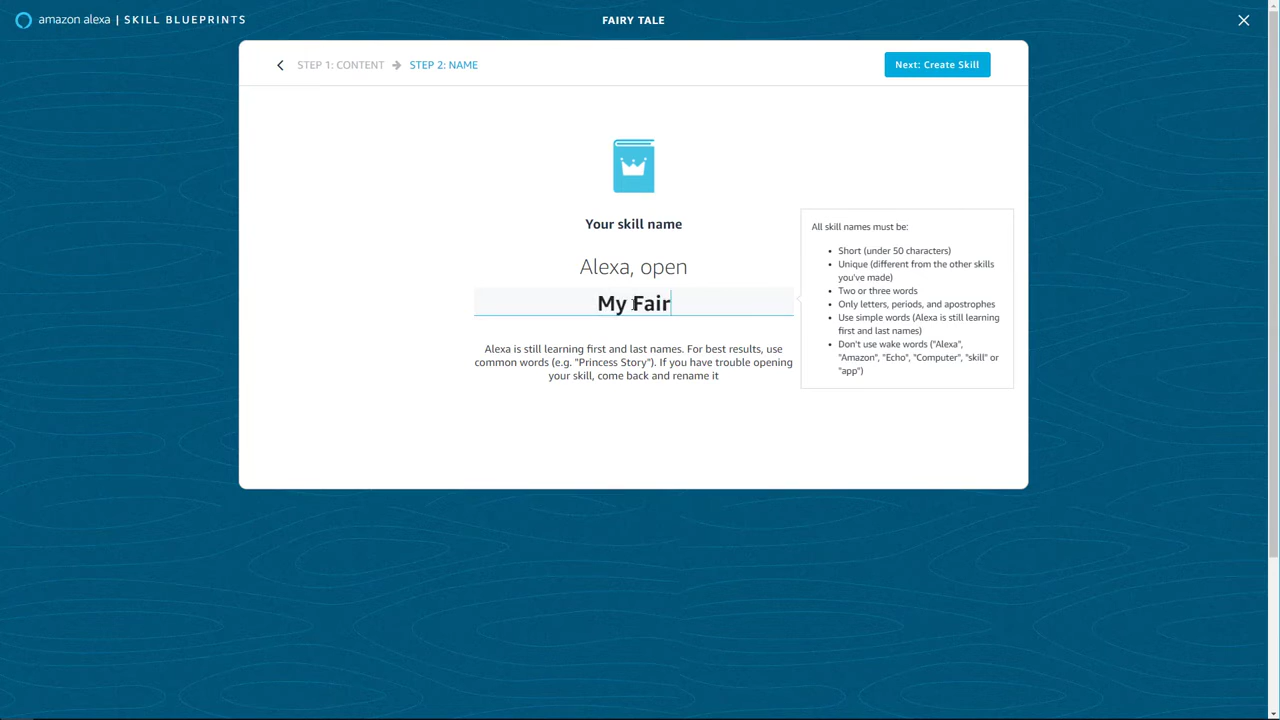 amazon alexa | SKILL BLUEPRINTS
FAIRY TALE
STEP 1: CONTENT
STEP 2: NAME
Next: Create Skill
Your skill name
Alexa, open
My Fair
Alexa is still learning first and last names. For best results, use
common words (e.g. "Princess Story"). If you have trouble opening
your skill, come back and rename it
All skill names must be:
• Short (under 50 characters)
• Unique (different from the other skills
you've made)
• Two or three words
• Only letters, periods, and apostrophes
• Use simple words (Alexa is still learning
first and last names)
• Don't use wake words ("Alexa",
"Amazon", "Echo", "Computer", "skill" or
"app")